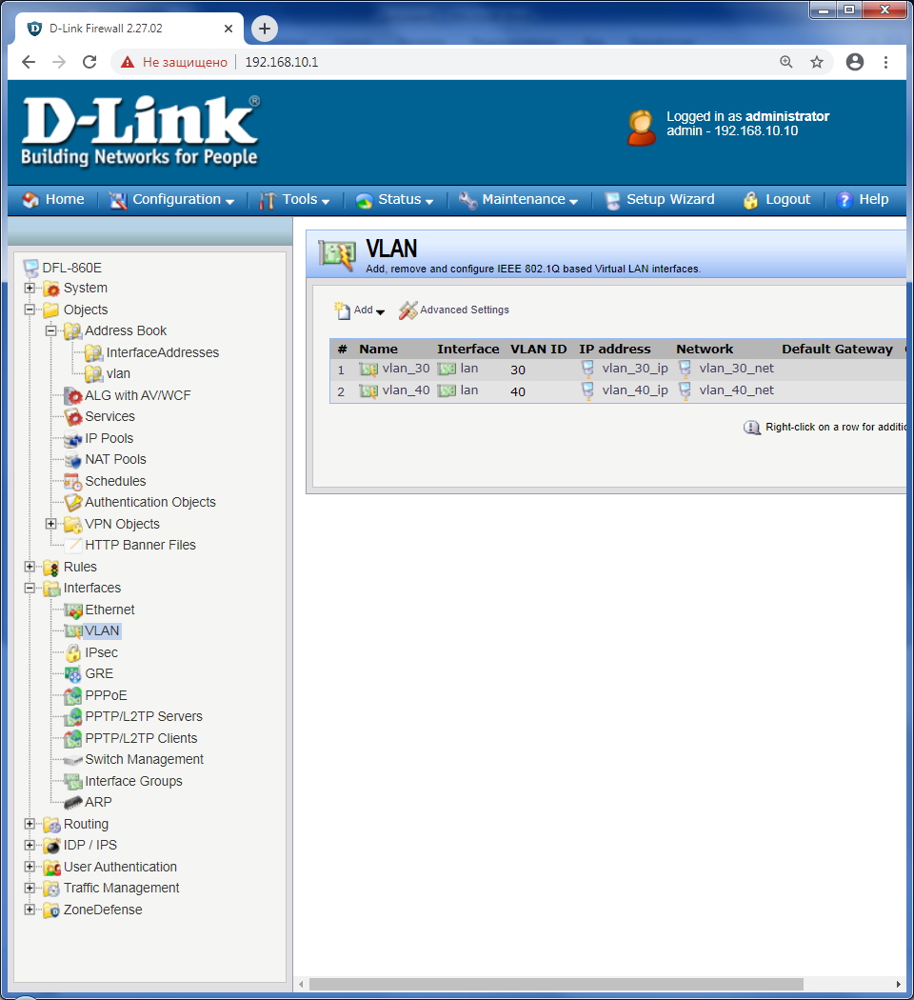 D-Link Firewall 2.27.02
Не защищено 192.168.10.1
D-Link®
Building Networks for People
Logged in as administrator
admin - 192.168.10.10
Home Configuration Tools Status Maintenance Setup Wizard Logout Help
DFL-860E
System
Objects
Address Book
InterfaceAddresses
vlan
ALG with AV/WCF
Services
IP Pools
NAT Pools
Schedules
Authentication Objects
VPN Objects
HTTP Banner Files
Rules
Interfaces
Ethernet
VLAN
IPsec
GRE
PPPoE
PPTP/L2TP Servers
PPTP/L2TP Clients
Switch Management
Interface Groups
ARP
Routing
IDP / IPS
User Authentication
Traffic Management
ZoneDefense
VLAN
Add, remove and configure IEEE 802.1Q based Virtual LAN interfaces.
Add Advanced Settings
# Name Interface VLAN ID IP address Network Default Gateway
1 vlan_30 lan 30 vlan_30_ip vlan_30_net
2 vlan_40 lan 40 vlan_40_ip vlan_40_net
Right-click on a row for